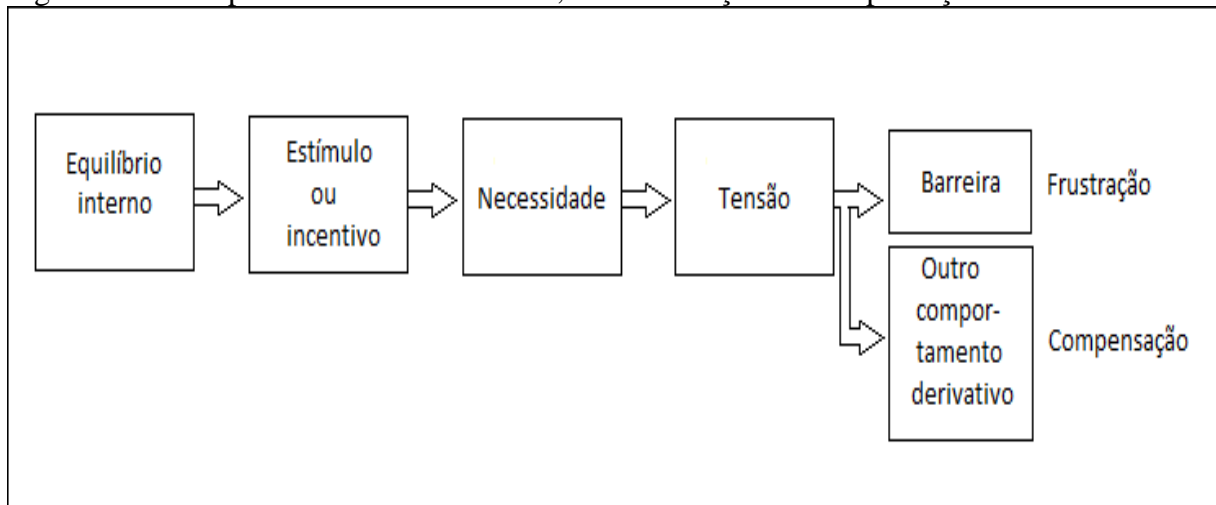 Equilíbrio
interno
Estímulo
ou
incentivo
Necessidade
Tensão
Barreira
Frustração
Outro
compor-
tamento
derivativo
Compensação